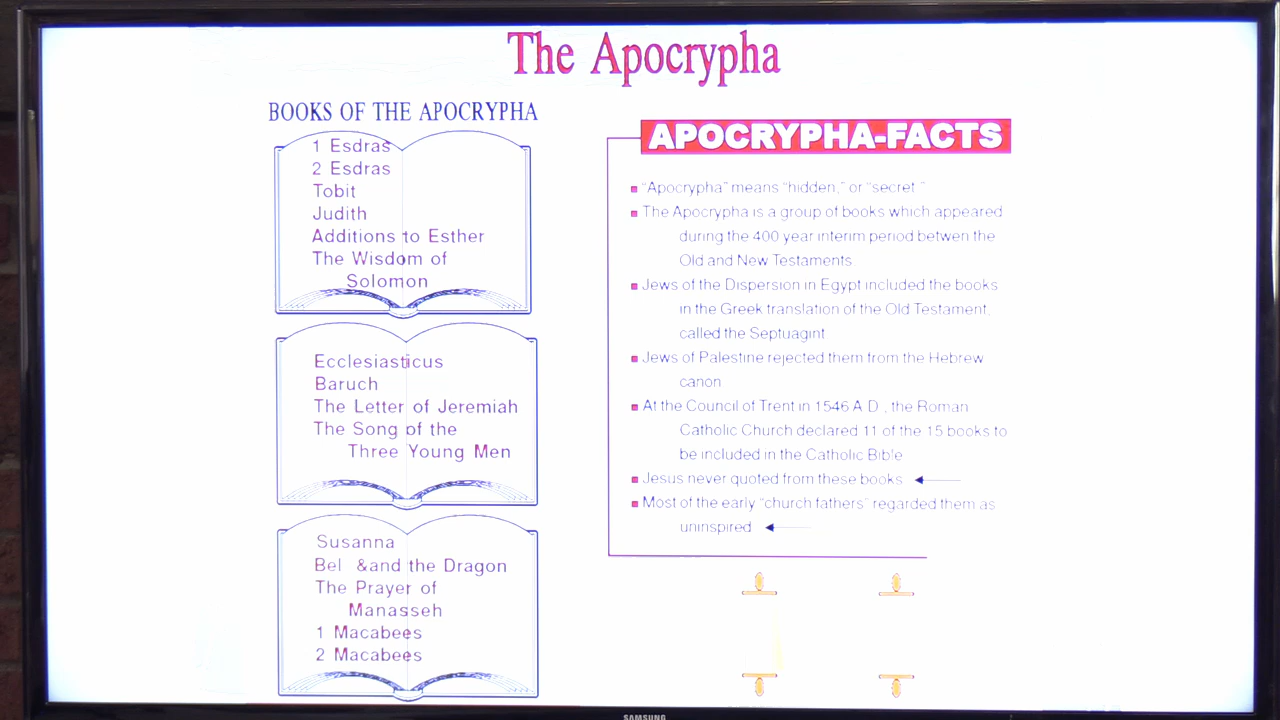 The Apocrypha
BOOKS OF THE APOCRYPHA
1 Esdras
2 Esdras
Tobit
Judith
Additions to Esther
The Wisdom of
Solomon
Ecclesiasticus
Baruch
The Letter of Jeremiah
The Song of the
Three Young Men
Susanna
Bel &and the Dragon
The Prayer of
Manasseh
1 Macabees
2 Macabees
APOCRYPHA-FACTS
"Apocrypha" means "hidden," or "secret."
The Apocrypha is a group of books which appeared
during the 400 year interim period betwen the
Old and New Testaments
Jews of the Dispersion in Egypt included the books
in the Greek translation of the Old Testament,
called the Septuagint
Jews of Palestine rejected them from the Hebrew
canon
At the Council of Trent in 1546 A.D., the Roman
Catholic Church declared 11 of the 15 books to
be included in the Catholic Bible
Jesus never quoted from these books
Most of the early "church fathers" regarded them as
uninspired
SAMSUNG